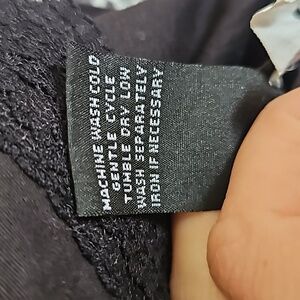 MACHINE WASH COLD
GENTLE CYCLE
TUMBLE DRY LOW
WASH SEPARATELY
IRON IF NECESSARY